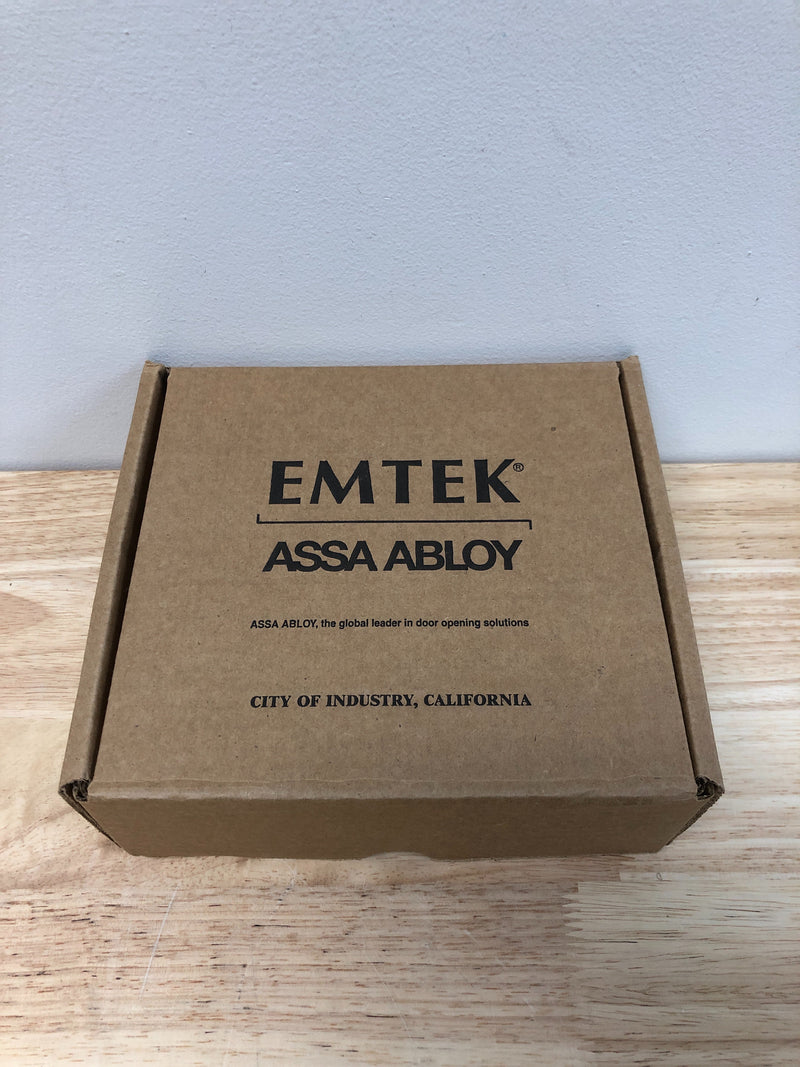 EMTEK®
ASSA ABLOY
ASSA ABLOY, the global leader in door opening solutions
CITY OF INDUSTRY, CALIFORNIA